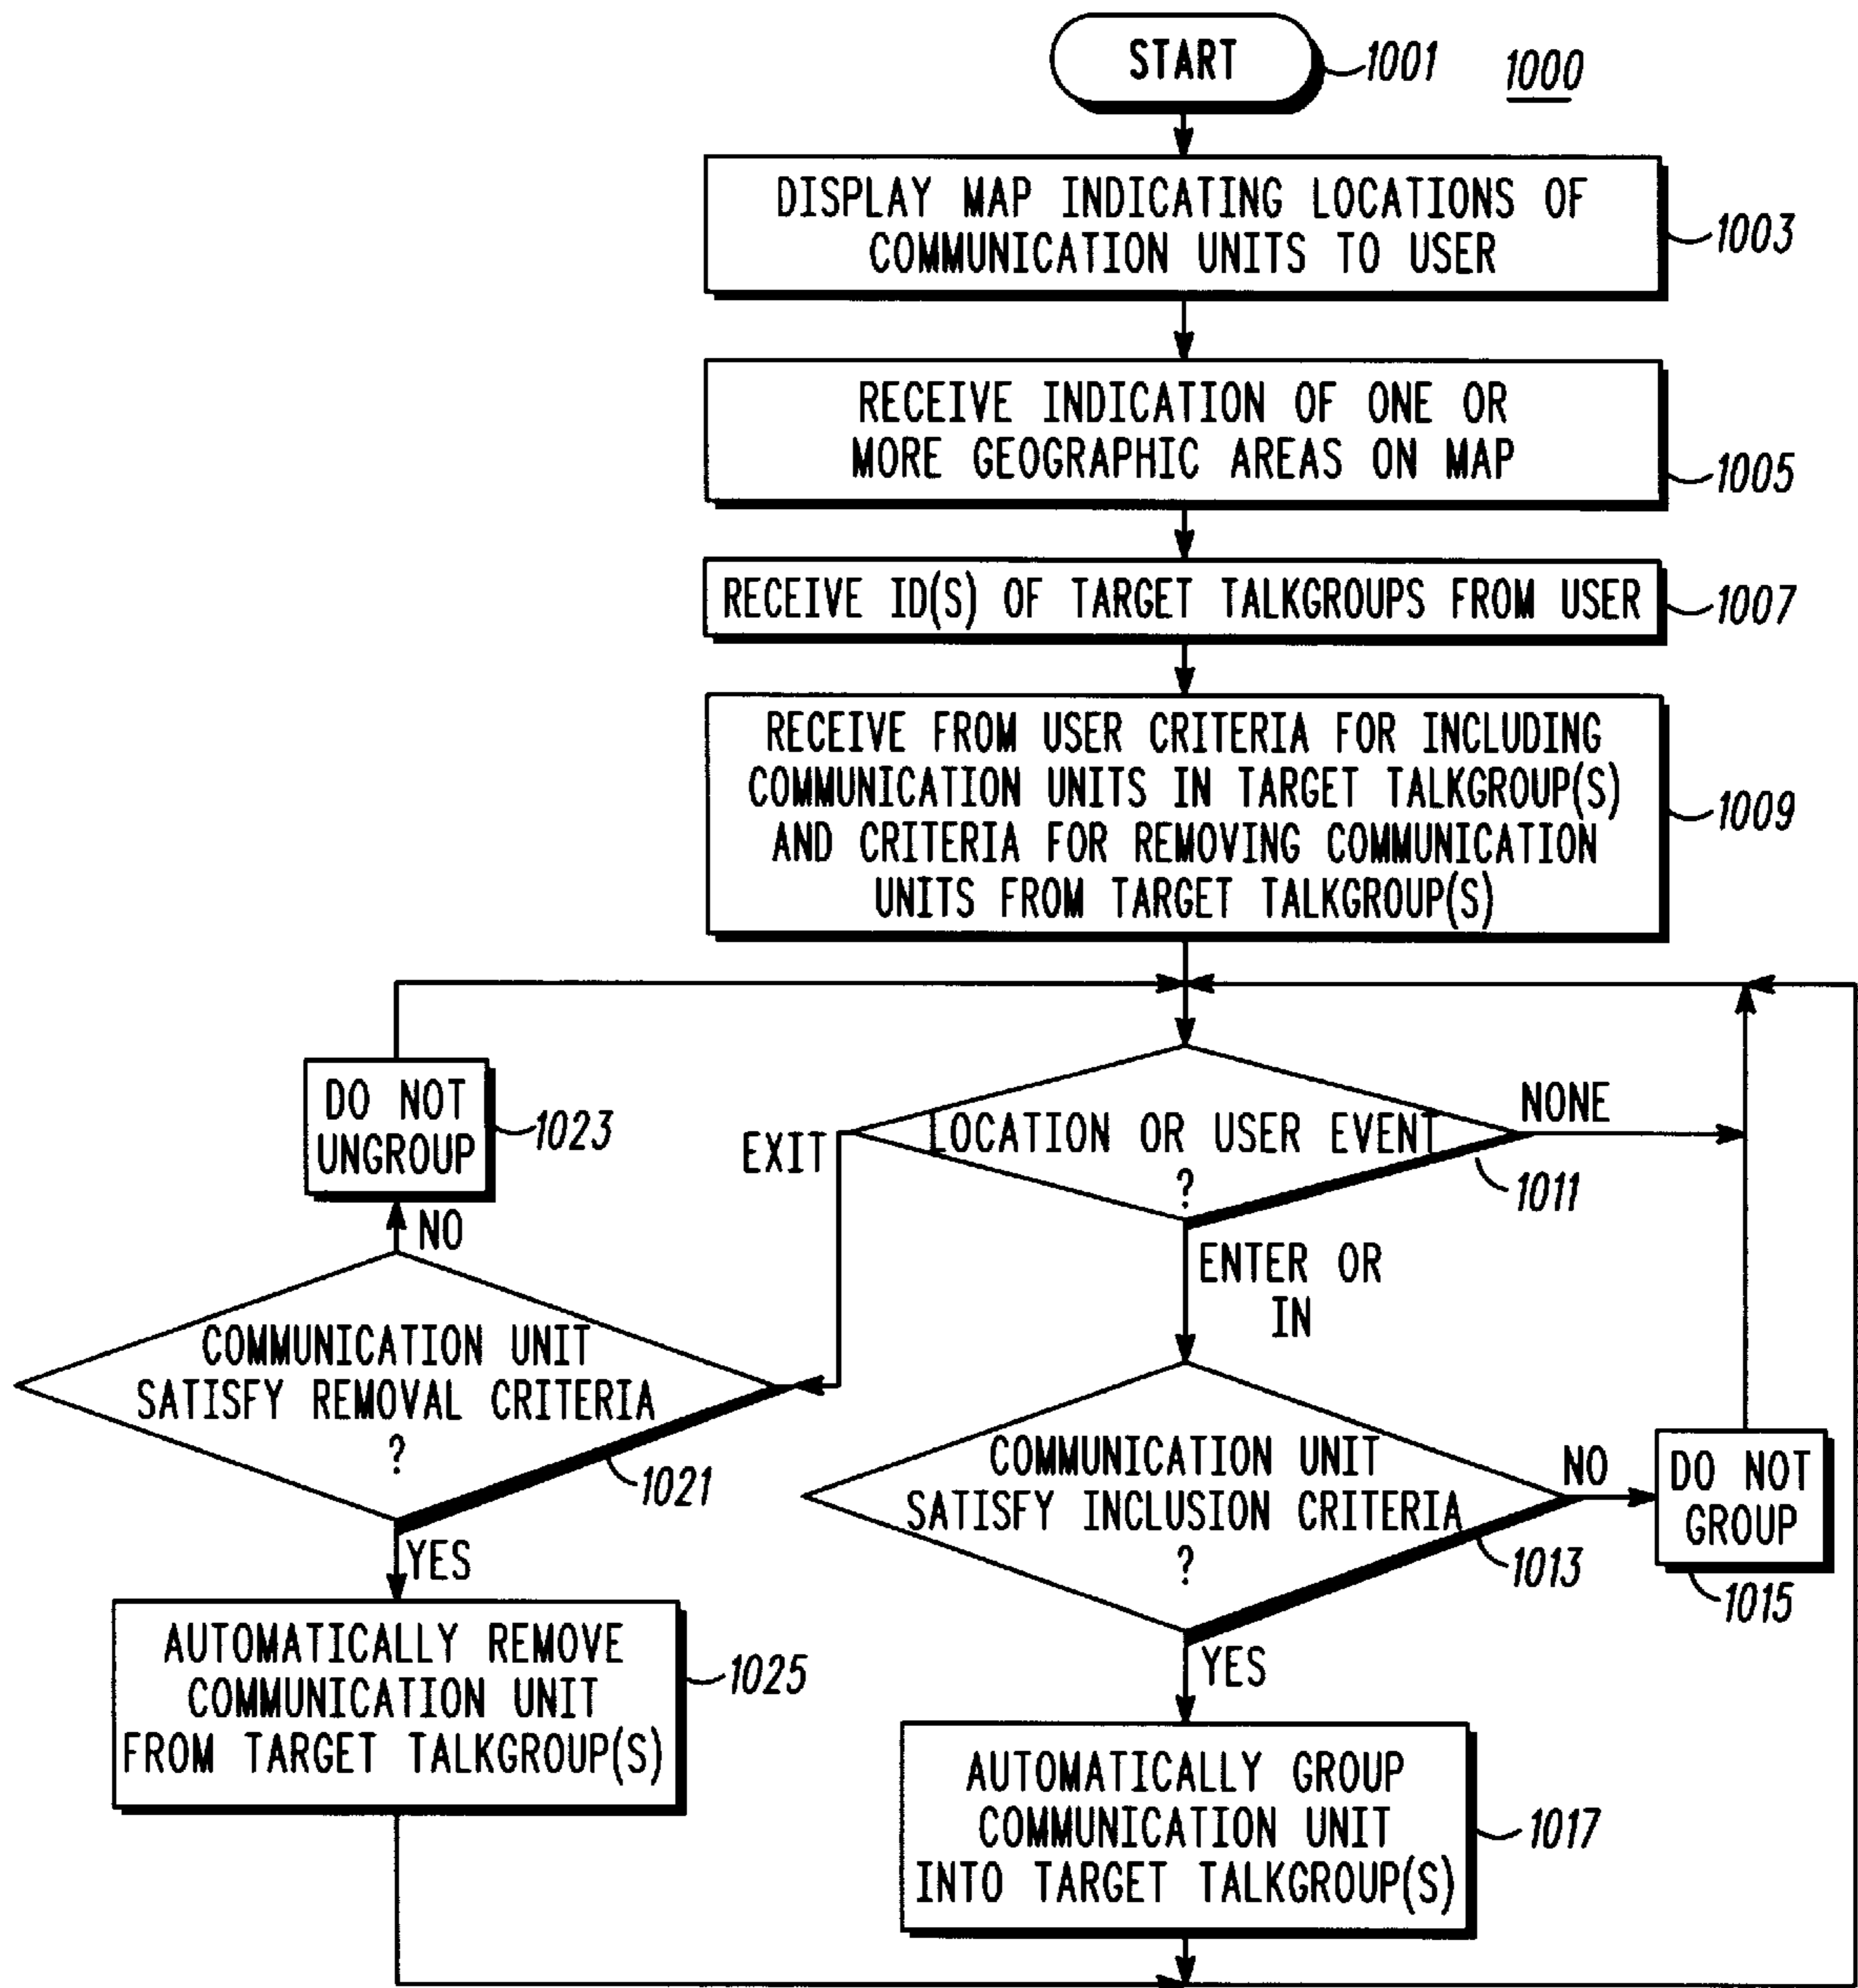 START
1001
1000
DISPLAY MAP INDICATING LOCATIONS OF
COMMUNICATION UNITS TO USER
1003
RECEIVE INDICATION OF ONE OR
MORE GEOGRAPHIC AREAS ON MAP
1005
RECEIVE ID(S) OF TARGET TALKGROUPS FROM USER
1007
RECEIVE FROM USER CRITERIA FOR INCLUDING
COMMUNICATION UNITS IN TARGET TALKGROUP(S)
AND CRITERIA FOR REMOVING COMMUNICATION
UNITS FROM TARGET TALKGROUP(S)
1009
LOCATION OR USER EVENT
?
1011
NONE
EXIT
ENTER OR
IN
DO NOT
UNGROUP
1023
NO
COMMUNICATION UNIT
SATISFY REMOVAL CRITERIA
?
1021
YES
AUTOMATICALLY REMOVE
COMMUNICATION UNIT
FROM TARGET TALKGROUP(S)
1025
COMMUNICATION UNIT
SATISFY INCLUSION CRITERIA
?
1013
NO
DO NOT
GROUP
1015
YES
AUTOMATICALLY GROUP
COMMUNICATION UNIT
INTO TARGET TALKGROUP(S)
1017